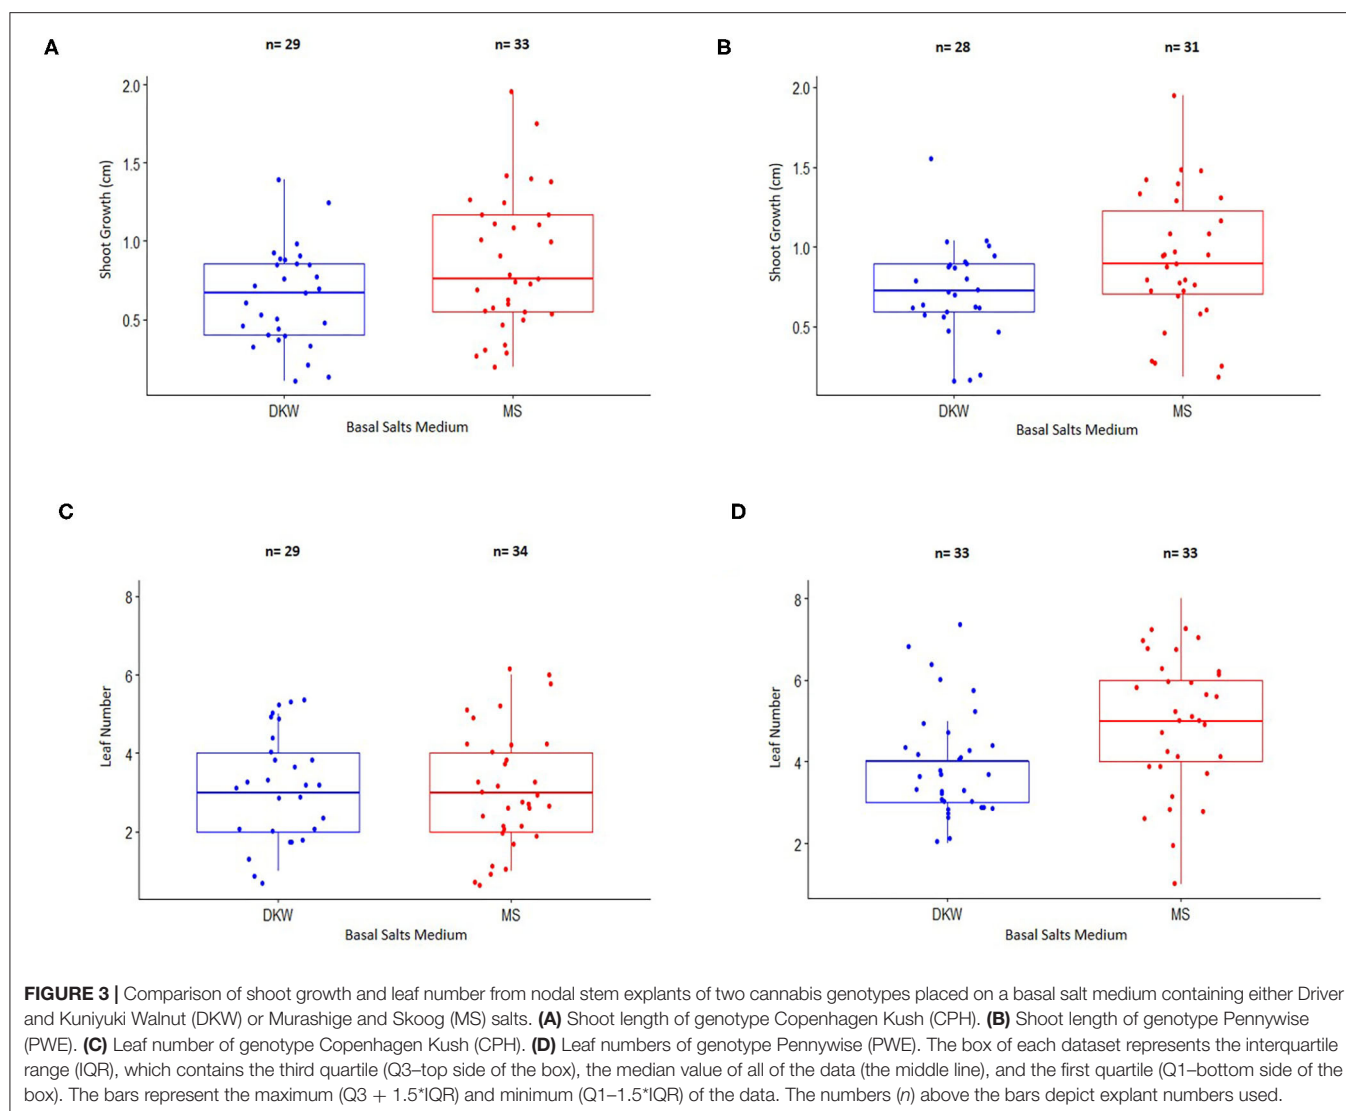 A
n= 29
n= 33
2.0
1.5
1.0
0.5
Shoot Growth (cm)
DKW
MS
Basal Salts Medium
B
n= 28
n= 31
2.0
1.5
1.0
0.5
Shoot Growth (cm)
DKW
MS
Basal Salts Medium
C
n= 29
n= 34
8
6
4
2
Leaf Number
DKW
MS
Basal Salts Medium
D
n= 33
n= 33
8
6
4
2
Leaf Number
DKW
MS
Basal Salts Medium
FIGURE 3 | Comparison of shoot growth and leaf number from nodal stem explants of two cannabis genotypes placed on a basal salt medium containing either Driver
and Kuniyuki Walnut (DKW) or Murashige and Skoog (MS) salts. (A) Shoot length of genotype Copenhagen Kush (CPH). (B) Shoot length of genotype Pennywise
(PWE). (C) Leaf number of genotype Copenhagen Kush (CPH). (D) Leaf numbers of genotype Pennywise (PWE). The box of each dataset represents the interquartile
range (IQR), which contains the third quartile (Q3–top side of the box), the median value of all of the data (the middle line), and the first quartile (Q1–bottom side of the
box). The bars represent the maximum (Q3 + 1.5*IQR) and minimum (Q1–1.5*IQR) of the data. The numbers (n) above the bars depict explant numbers used.